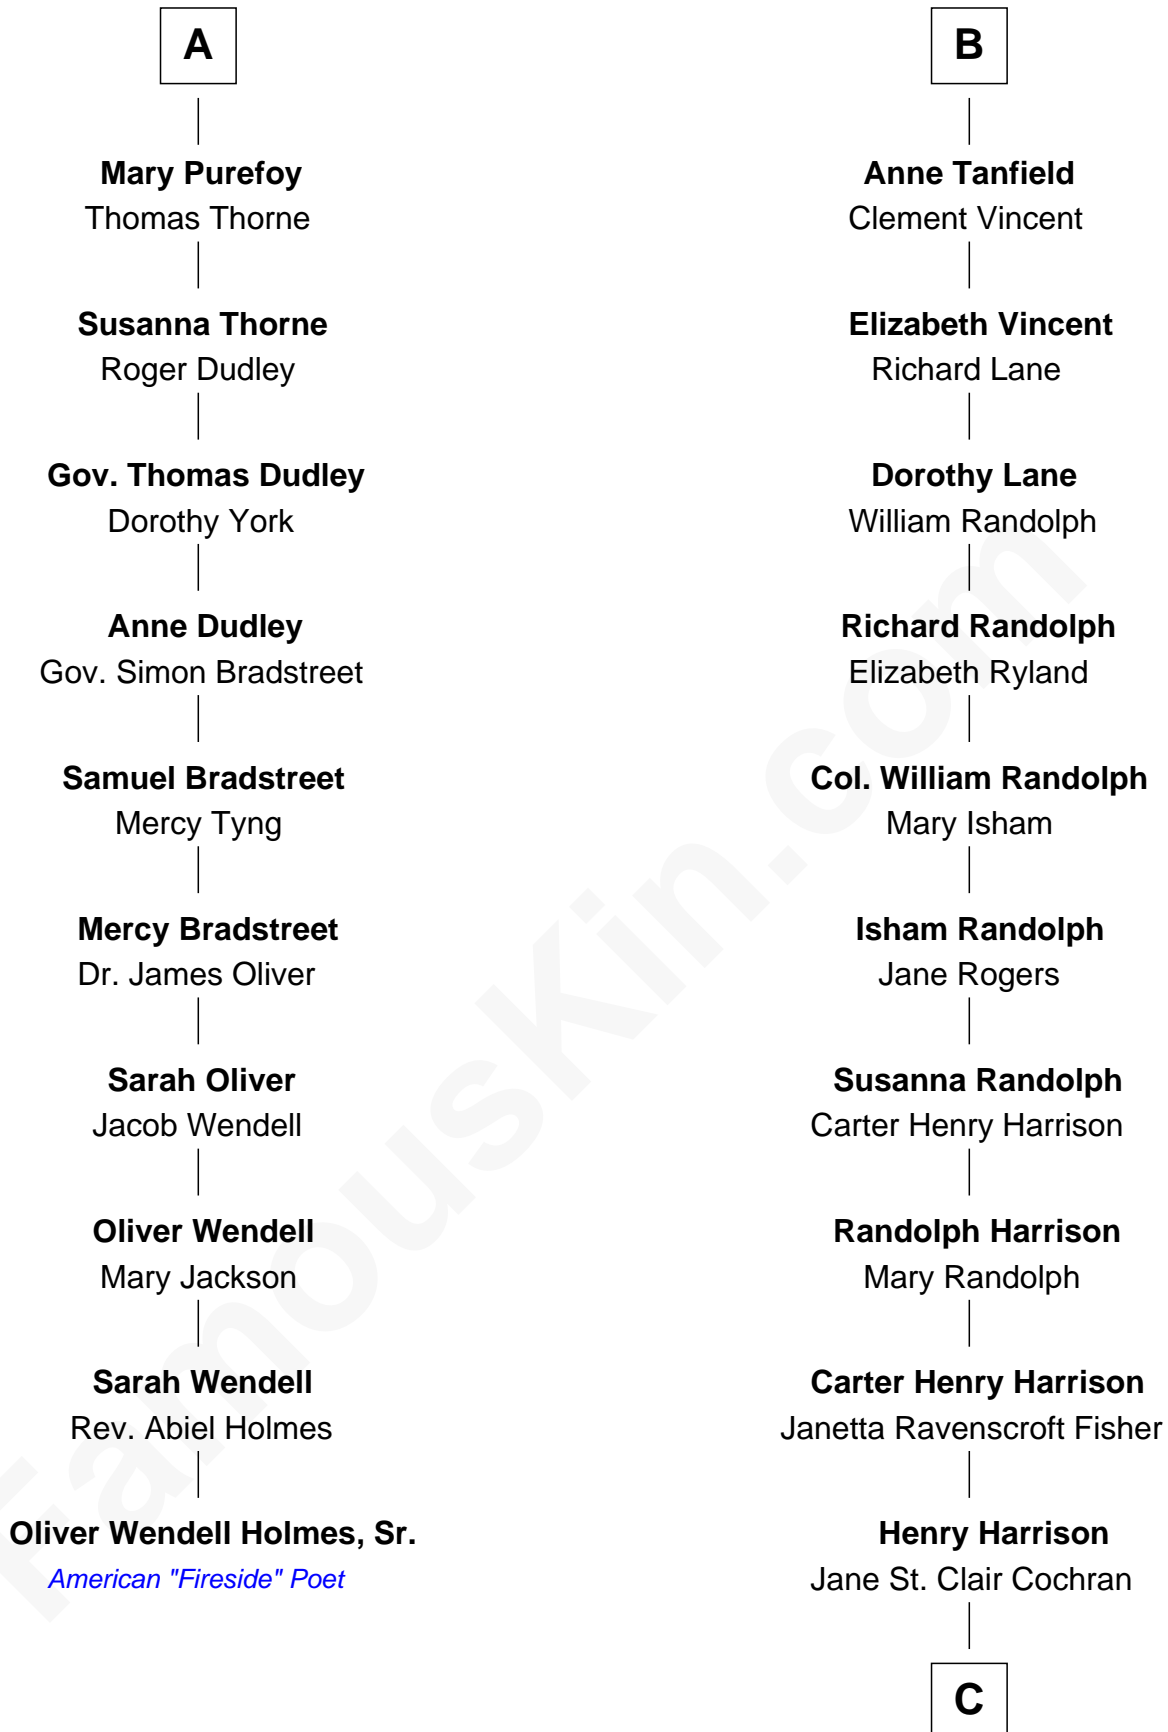 A
Mary Purefoy
Thomas Thorne
Susanna Thorne
Roger Dudley
Gov. Thomas Dudley
Dorothy York
Anne Dudley
Gov. Simon Bradstreet
Samuel Bradstreet
Mercy Tyng
Mercy Bradstreet
Dr. James Oliver
Sarah Oliver
Jacob Wendell
Oliver Wendell
Mary Jackson
Sarah Wendell
Rev. Abiel Holmes
Oliver Wendell Holmes, Sr.
American "Fireside" Poet
B
Anne Tanfield
Clement Vincent
Elizabeth Vincent
Richard Lane
Dorothy Lane
William Randolph
Richard Randolph
Elizabeth Ryland
Col. William Randolph
Mary Isham
Isham Randolph
Jane Rogers
Susanna Randolph
Carter Henry Harrison
Randolph Harrison
Mary Randolph
Carter Henry Harrison
Janetta Ravenscroft Fisher
Henry Harrison
Jane St. Clair Cochran
C
FamousKin.com